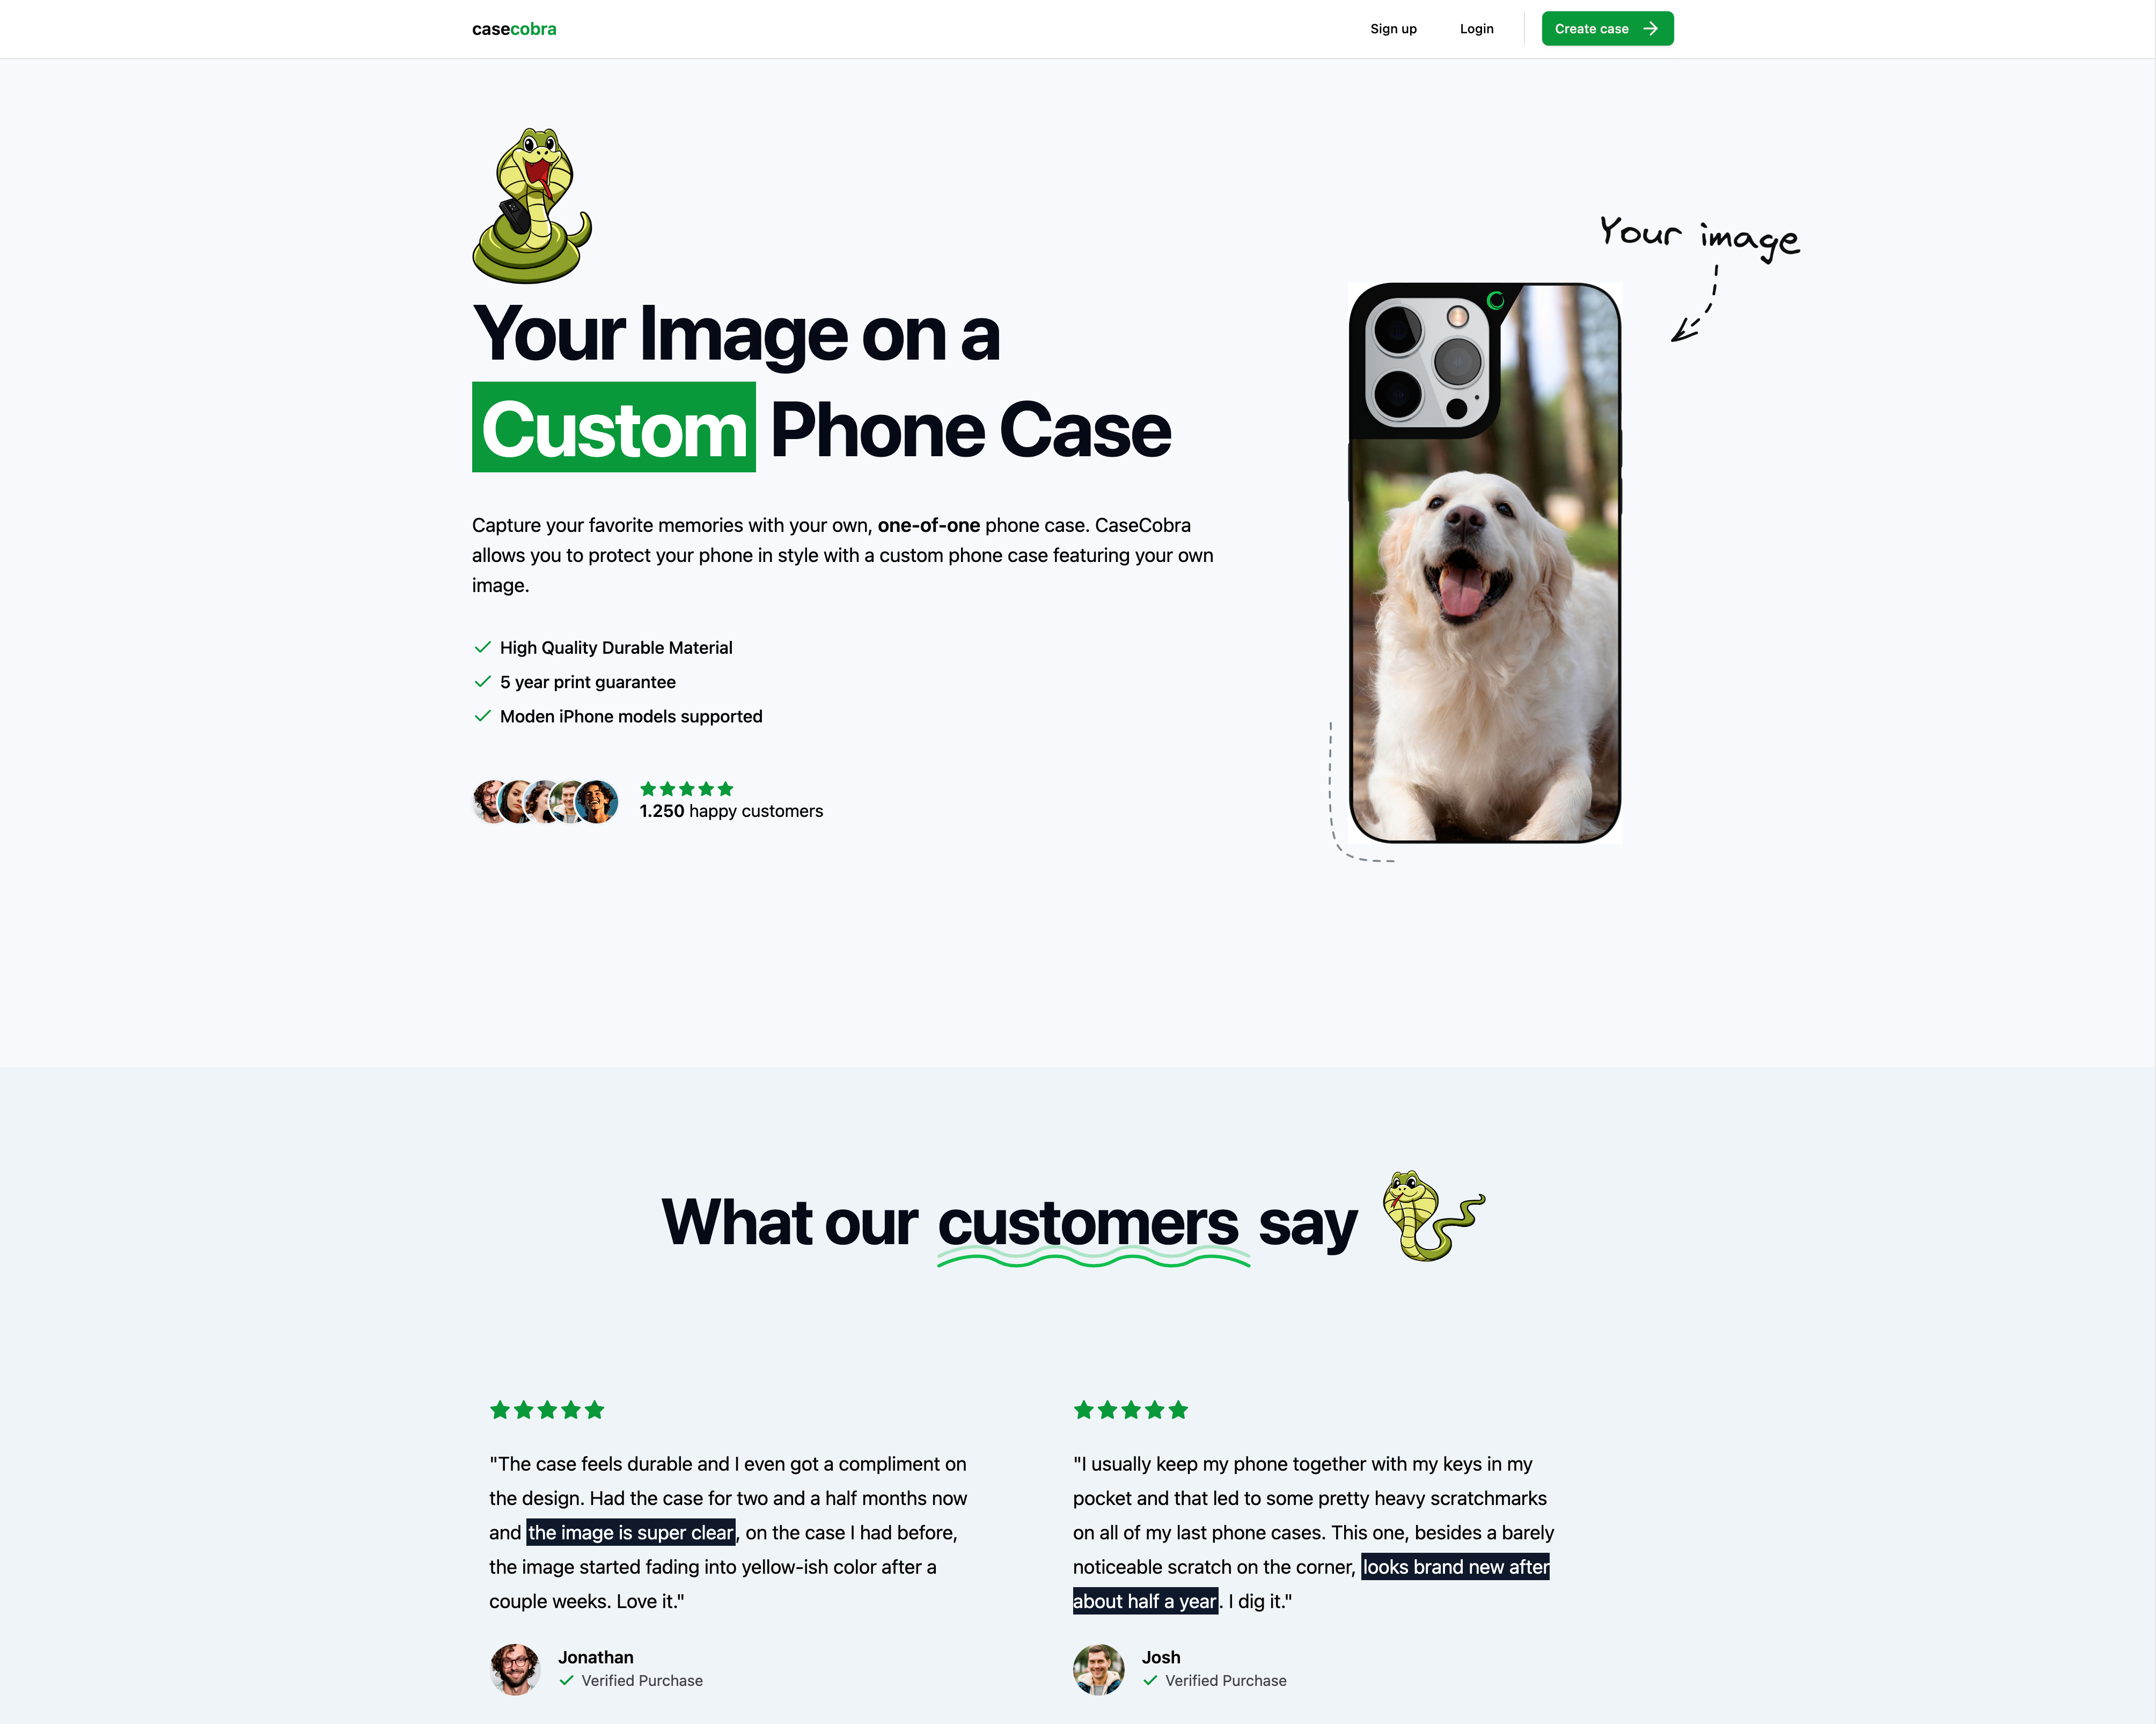 casecobra
Sign up
Login
Create case
Your image
Your Image on a
Custom Phone Case
Capture your favorite memories with your own, one-of-one phone case. CaseCobra
allows you to protect your phone in style with a custom phone case featuring your own
image.
High Quality Durable Material
5 year print guarantee
Moden iPhone models supported
1.250 happy customers
What our customers say
"The case feels durable and I even got a compliment on
the design. Had the case for two and a half months now
and the image is super clear, on the case I had before,
the image started fading into yellow-ish color after a
couple weeks. Love it."
Jonathan
Verified Purchase
"I usually keep my phone together with my keys in my
pocket and that led to some pretty heavy scratchmarks
on all of my last phone cases. This one, besides a barely
noticeable scratch on the corner, looks brand new after
about half a year. I dig it."
Josh
Verified Purchase